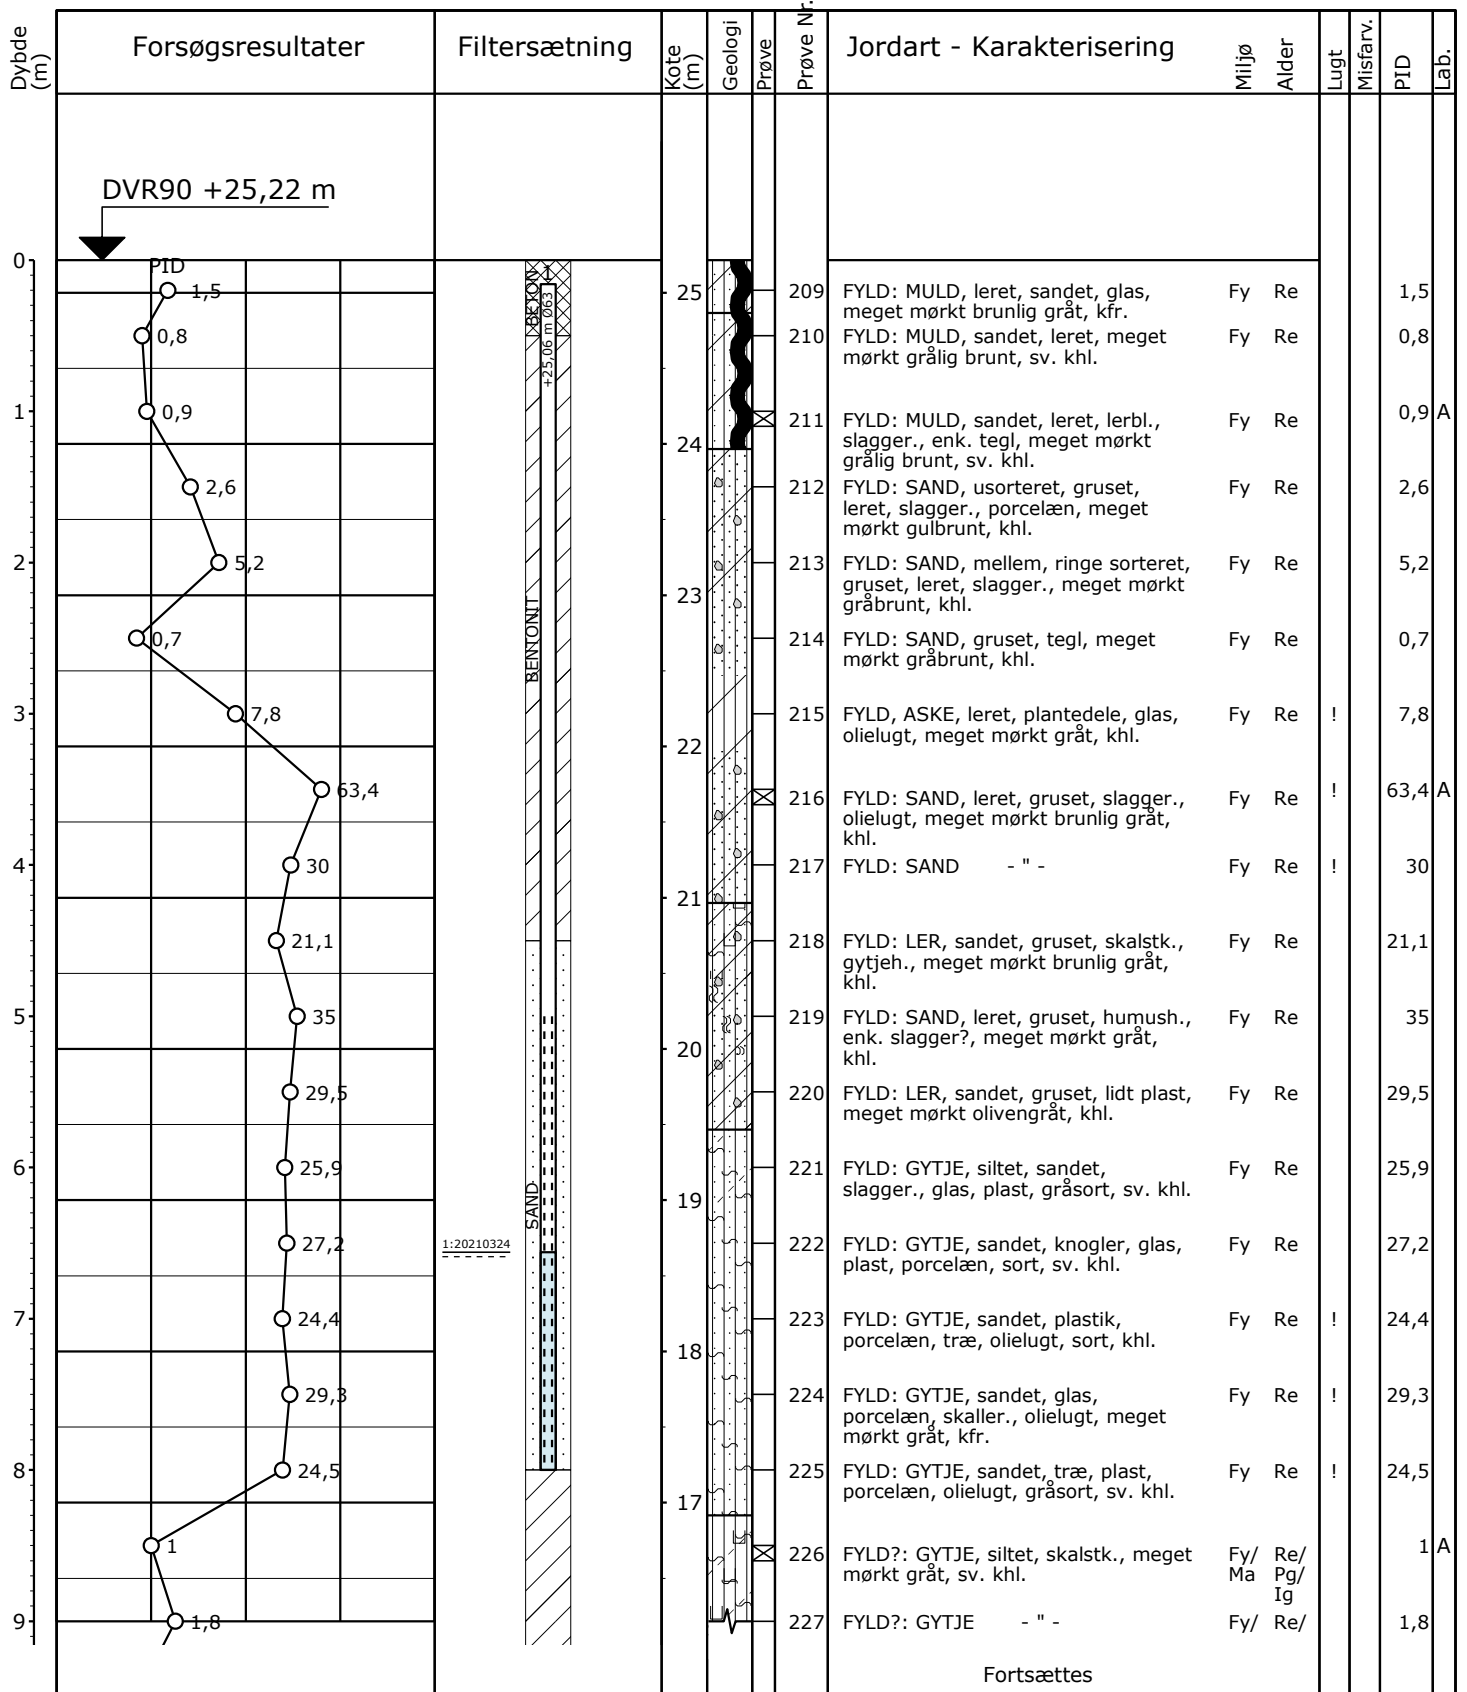 Dybde (m)
Forsøgsresultater
Filtersætning
Kote (m)
Geologi
Prøve
Prøve Nr.
Jordart - Karakterisering
Miljø
Alder
Lugt
Misfarv.
PID
Lab.
DVR90 +25,22 m
PID
0
1
2
3
4
5
6
7
8
9
1,5
0,8
0,9
2,6
5,2
0,7
7,8
63,4
30
21,1
35
29,5
25,9
27,2
24,4
29,3
24,5
1
1,8
1
BETON
+25,06 m Ø63
BENTONIT
SAND
1:20210324
25
24
23
22
21
20
19
18
17
209 FYLD: MULD, leret, sandet, glas, Fy Re 1,5
meget mørkt brunlig gråt, kfr.
210 FYLD: MULD, sandet, leret, meget Fy Re 0,8
mørkt grålig brunt, sv. khl.
211 FYLD: MULD, sandet, leret, lerbl., Fy Re 0,9 A
slagger., enk. tegl, meget mørkt
grålig brunt, sv. khl.
212 FYLD: SAND, usorteret, gruset, Fy Re 2,6
leret, slagger., porcelæn, meget
mørkt gulbrunt, khl.
213 FYLD: SAND, mellem, ringe sorteret, Fy Re 5,2
gruset, leret, slagger., meget mørkt
gråbrunt, khl.
214 FYLD: SAND, gruset, tegl, meget Fy Re 0,7
mørkt gråbrunt, khl.
215 FYLD, ASKE, leret, plantedele, glas, Fy Re ! 7,8
olielugt, meget mørkt gråt, khl.
216 FYLD: SAND, leret, gruset, slagger., Fy Re ! 63,4 A
olielugt, meget mørkt brunlig gråt,
khl.
217 FYLD: SAND - " - Fy Re ! 30
218 FYLD: LER, sandet, gruset, skalstk., Fy Re 21,1
gytjeh., meget mørkt brunlig gråt,
khl.
219 FYLD: SAND, leret, gruset, humush., Fy Re 35
enk. slagger?, meget mørkt gråt,
khl.
220 FYLD: LER, sandet, gruset, lidt plast, Fy Re 29,5
meget mørkt olivengråt, khl.
221 FYLD: GYTJE, siltet, sandet, Fy Re 25,9
slagger., glas, plast, gråsort, sv. khl.
222 FYLD: GYTJE, sandet, knogler, glas, Fy Re 27,2
plast, porcelæn, sort, sv. khl.
223 FYLD: GYTJE, sandet, plastik, Fy Re ! 24,4
porcelæn, træ, olielugt, sort, khl.
224 FYLD: GYTJE, sandet, glas, Fy Re ! 29,3
porcelæn, skaller., olielugt, meget
mørkt gråt, kfr.
225 FYLD: GYTJE, sandet, træ, plast, Fy Re ! 24,5
porcelæn, olielugt, gråsort, sv. khl.
226 FYLD?: GYTJE, siltet, skalstk., meget Fy/ Re/ 1 A
mørkt gråt, sv. khl. Ma Pg/
Ig
227 FYLD?: GYTJE - " - Fy/ Re/ 1,8
Fortsættes